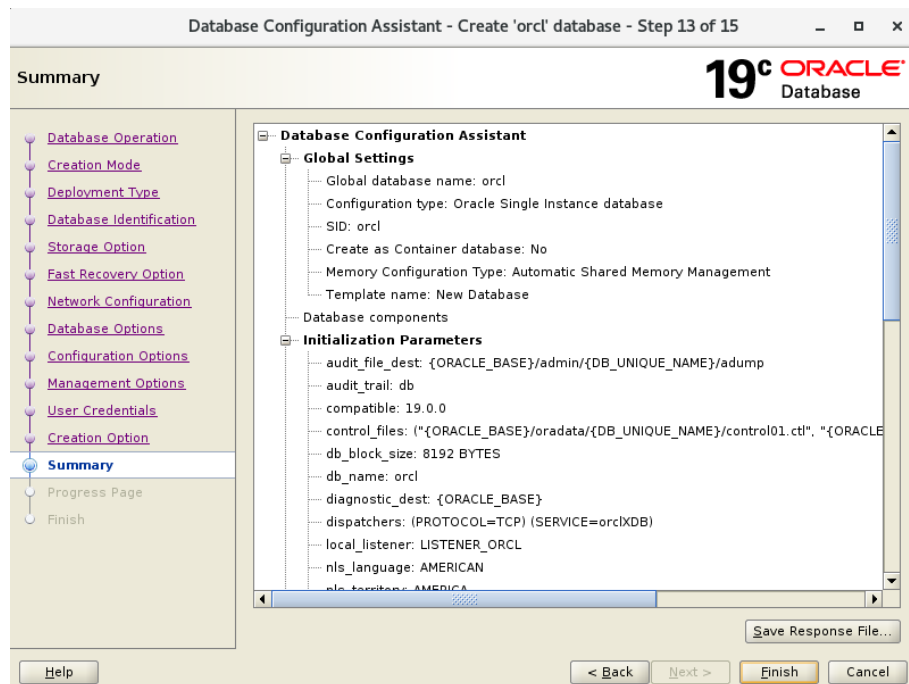 Database Configuration Assistant - Create 'orcl' database - Step 13 of 15
Summary
19c ORACLE
Database
Database Operation
Creation Mode
Deployment Type
Database Identification
Storage Option
Fast Recovery Option
Network Configuration
Database Options
Configuration Options
Management Options
User Credentials
Creation Option
Summary
Progress Page
Finish
Database Configuration Assistant
Global Settings
Global database name: orcl
Configuration type: Oracle Single Instance database
SID: orcl
Create as Container database: No
Memory Configuration Type: Automatic Shared Memory Management
Template name: New Database
Database components
Initialization Parameters
audit_file_dest: {ORACLE_BASE}/admin/{DB_UNIQUE_NAME}/adump
audit_trail: db
compatible: 19.0.0
control_files: ("{ORACLE_BASE}/oradata/{DB_UNIQUE_NAME}/control01.ctl", "{ORACLE
db_block_size: 8192 BYTES
db_name: orcl
diagnostic_dest: {ORACLE_BASE}
dispatchers: (PROTOCOL=TCP) (SERVICE=orclXDB)
local_listener: LISTENER_ORCL
nls_language: AMERICAN
nls_territory: AMERICA
Save Response File...
Help
< Back
Next >
Finish
Cancel